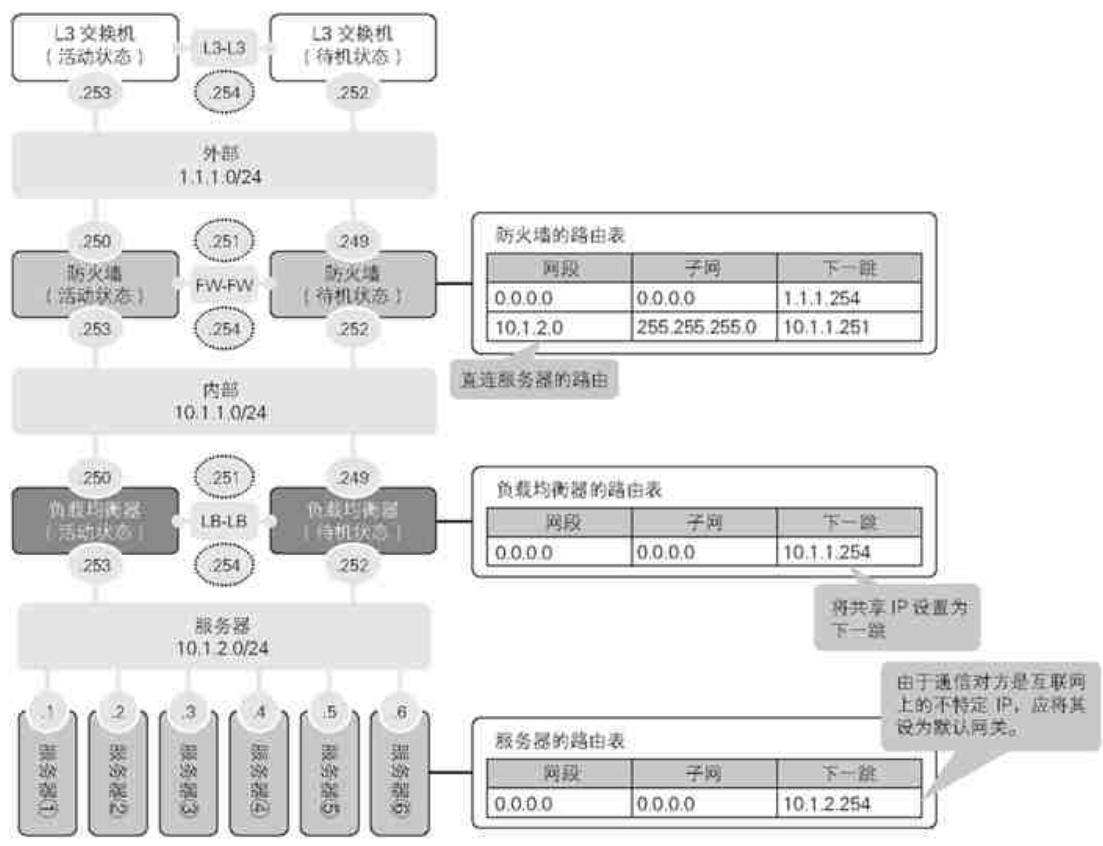 L3 交换机
（活动状态）
L3-L3
L3 交换机
（待机状态）
.253
.254
.252
外部
1.1.1.0/24
.250
.251
.249
防火墙
（活动状态）
FW-FW
防火墙
（待机状态）
.253
.254
.252
防火墙的路由表
网段 子网 下一跳
0.0.0.0 0.0.0.0 1.1.1.254
10.1.2.0 255.255.255.0 10.1.1.251
直连服务器的路由
内部
10.1.1.0/24
.250
.251
.249
负载均衡器
（活动状态）
LB-LB
负载均衡器
（待机状态）
.253
.254
.252
负载均衡器的路由表
网段 子网 下一跳
0.0.0.0 0.0.0.0 10.1.1.254
将共享 IP 设置为
下一跳
服务器
10.1.2.0/24
由于通信对方是互联网
上的不特定 IP，应将其
设为默认网关。
.1
.2
.3
.4
.5
.6
服务器①
服务器②
服务器③
服务器④
服务器⑤
服务器⑥
服务器的路由表
网段 子网 下一跳
0.0.0.0 0.0.0.0 10.1.2.254